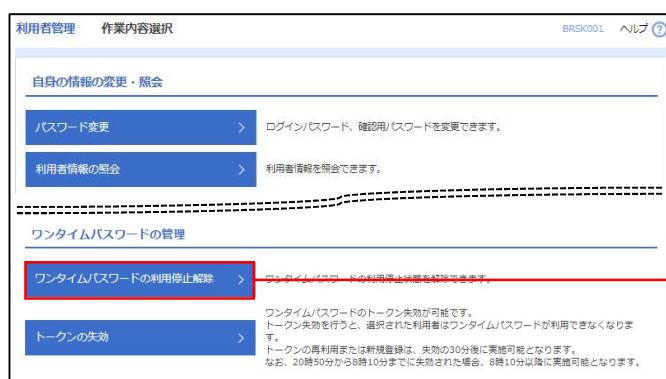 利用者管理 作業内容選択 BRSK001 ヘルプ ?
自身の情報の変更・照会
パスワード変更 > ログインパスワード、確認用パスワードを変更できます。
利用者情報の照会 > 利用者情報を照会できます。
ワンタイムパスワードの管理
ワンタイムパスワードの利用停止解除 > ワンタイムパスワードの利用停止状態を解除できます。
ワンタイムパスワードのトークン失効が可能です。
トークン失効を行うと、選択された利用者はワンタイムパスワードが利用できなくなりま
す。
トークンの失効 >
トークンの再利用または新規登録は、失効の30分後に実施可能となります。
なお、20時50分から8時10分までに失効された場合、8時10分以降に実施可能となります。